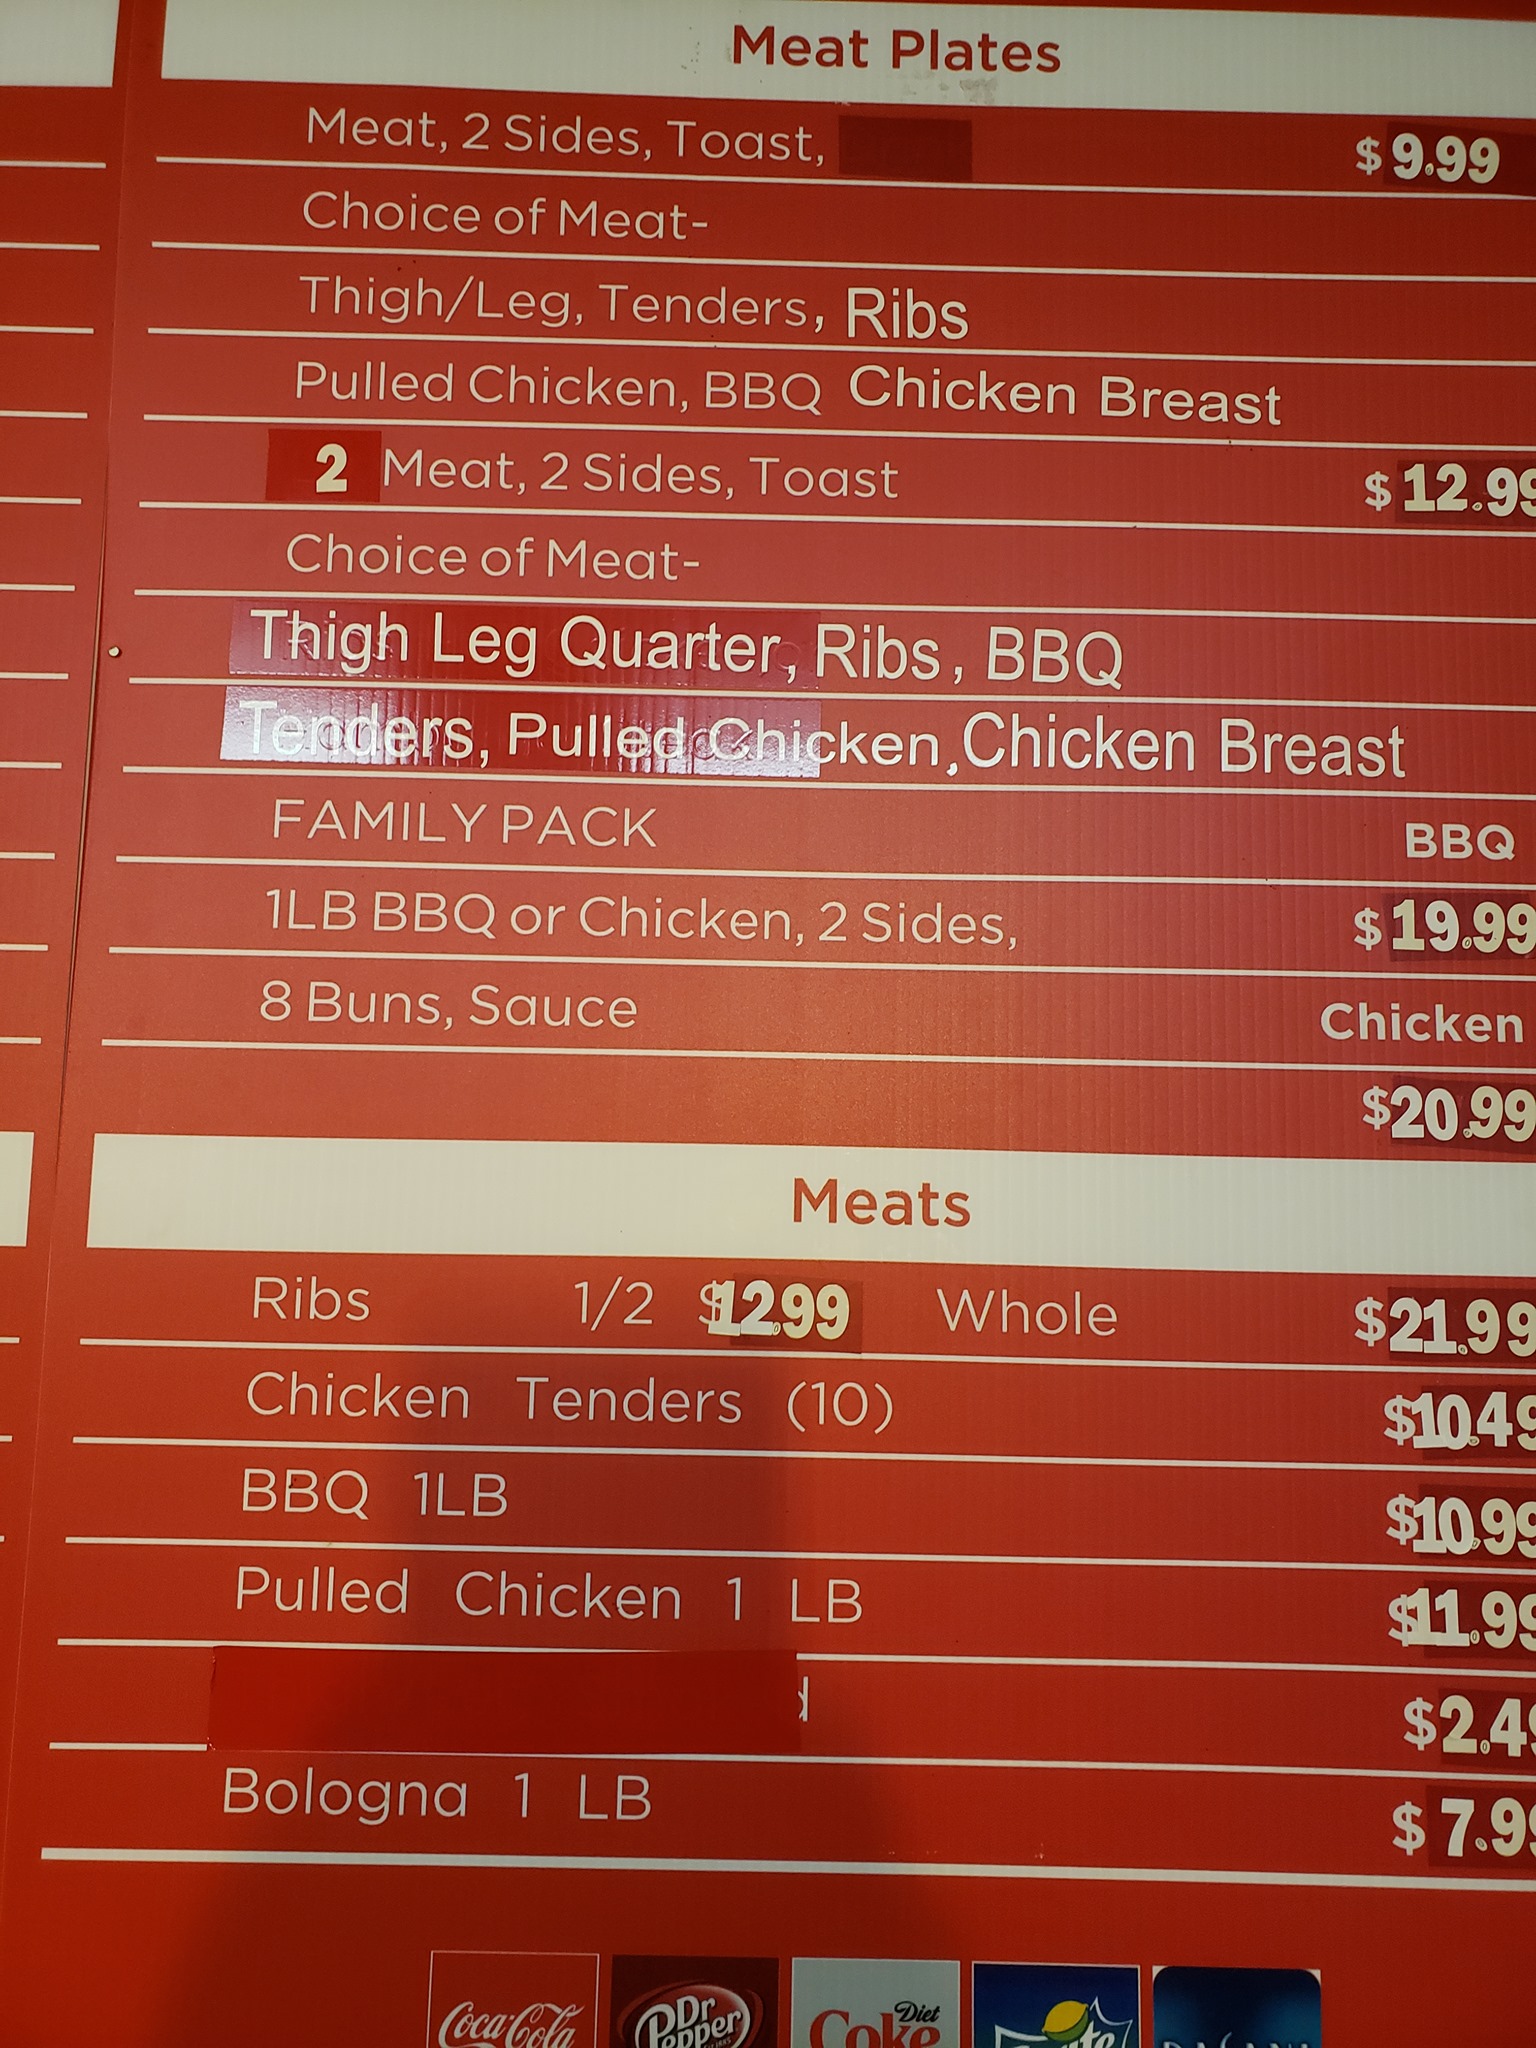 Meat Plates
Meat, 2 Sides, Toast, $ 9.99
Choice of Meat-
Thigh/Leg, Tenders, Ribs
Pulled Chicken, BBQ Chicken Breast
2 Meat, 2 Sides, Toast $ 12.99
Choice of Meat-
Thigh Leg Quarter, Ribs, BBQ
Tenders, Pulled Chicken, Chicken Breast
FAMILY PACK BBQ
1LB BBQ or Chicken, 2 Sides, $ 19.99
8 Buns, Sauce Chicken
$20.99
Meats
Ribs 1/2 $12.99 Whole $21.99
Chicken Tenders (10) $10.49
BBQ 1LB $10.99
Pulled Chicken 1 LB $11.99
d $2.49
Bologna 1 LB $ 7.99
Coca-Cola Dr Pepper Diet Coke Sprite DASANI